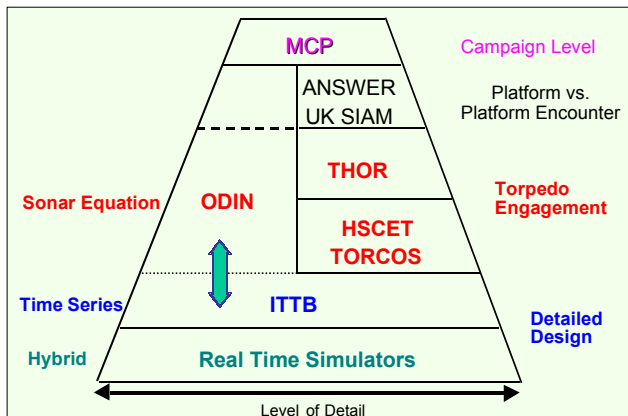 MCP
Campaign Level
ANSWER
UK SIAM
Platform vs.
Platform Encounter
Sonar Equation
ODIN
THOR
HSCET
TORCOS
Torpedo
Engagement
Time Series
ITTB
Detailed
Design
Hybrid
Real Time Simulators
Level of Detail